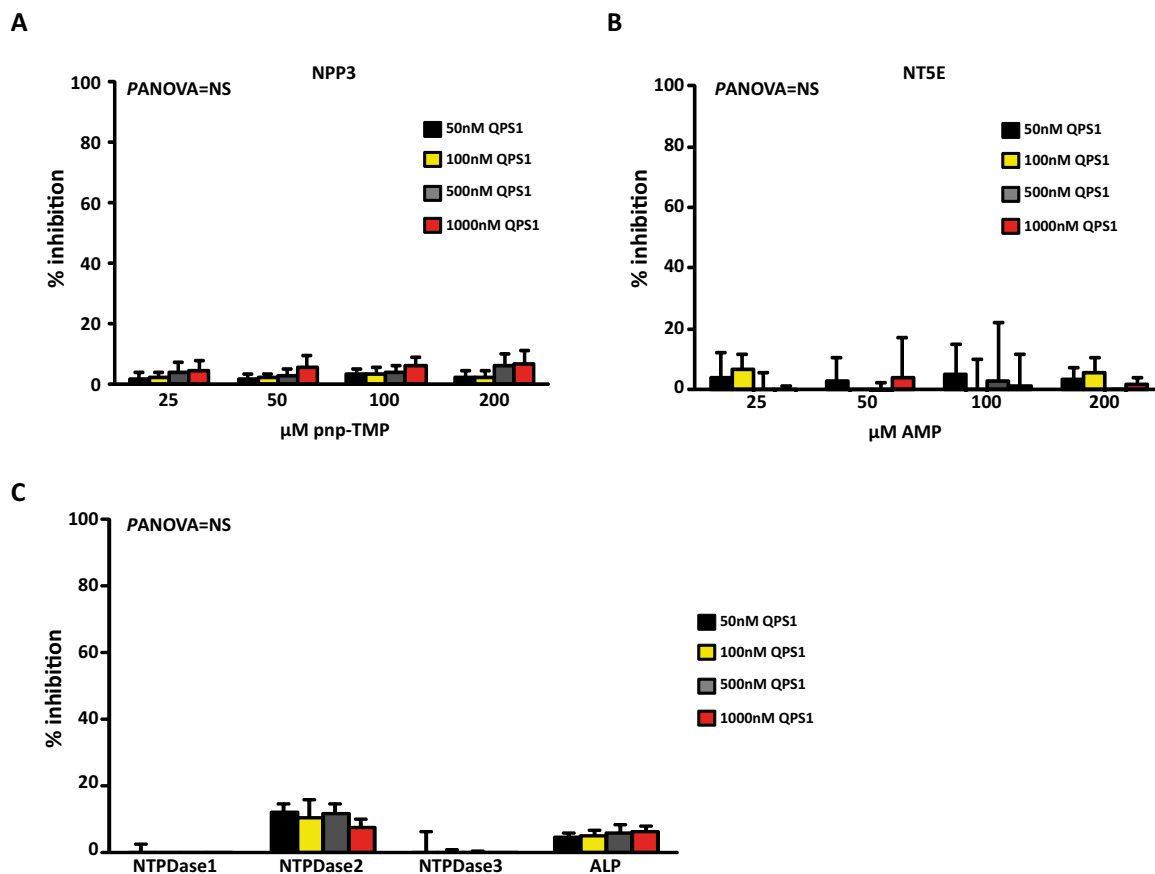 A
NPP3
PANOVA=NS
100
80
60
40
20
0
% inhibition
50nM QPS1
100nM QPS1
500nM QPS1
1000nM QPS1
25 50 100 200
µM pnp-TMP
B
NT5E
PANOVA=NS
100
80
60
40
20
0
% inhibition
50nM QPS1
100nM QPS1
500nM QPS1
1000nM QPS1
25 50 100 200
µM AMP
C
PANOVA=NS
100
80
60
40
20
0
% inhibition
50nM QPS1
100nM QPS1
500nM QPS1
1000nM QPS1
NTPDase1 NTPDase2 NTPDase3 ALP